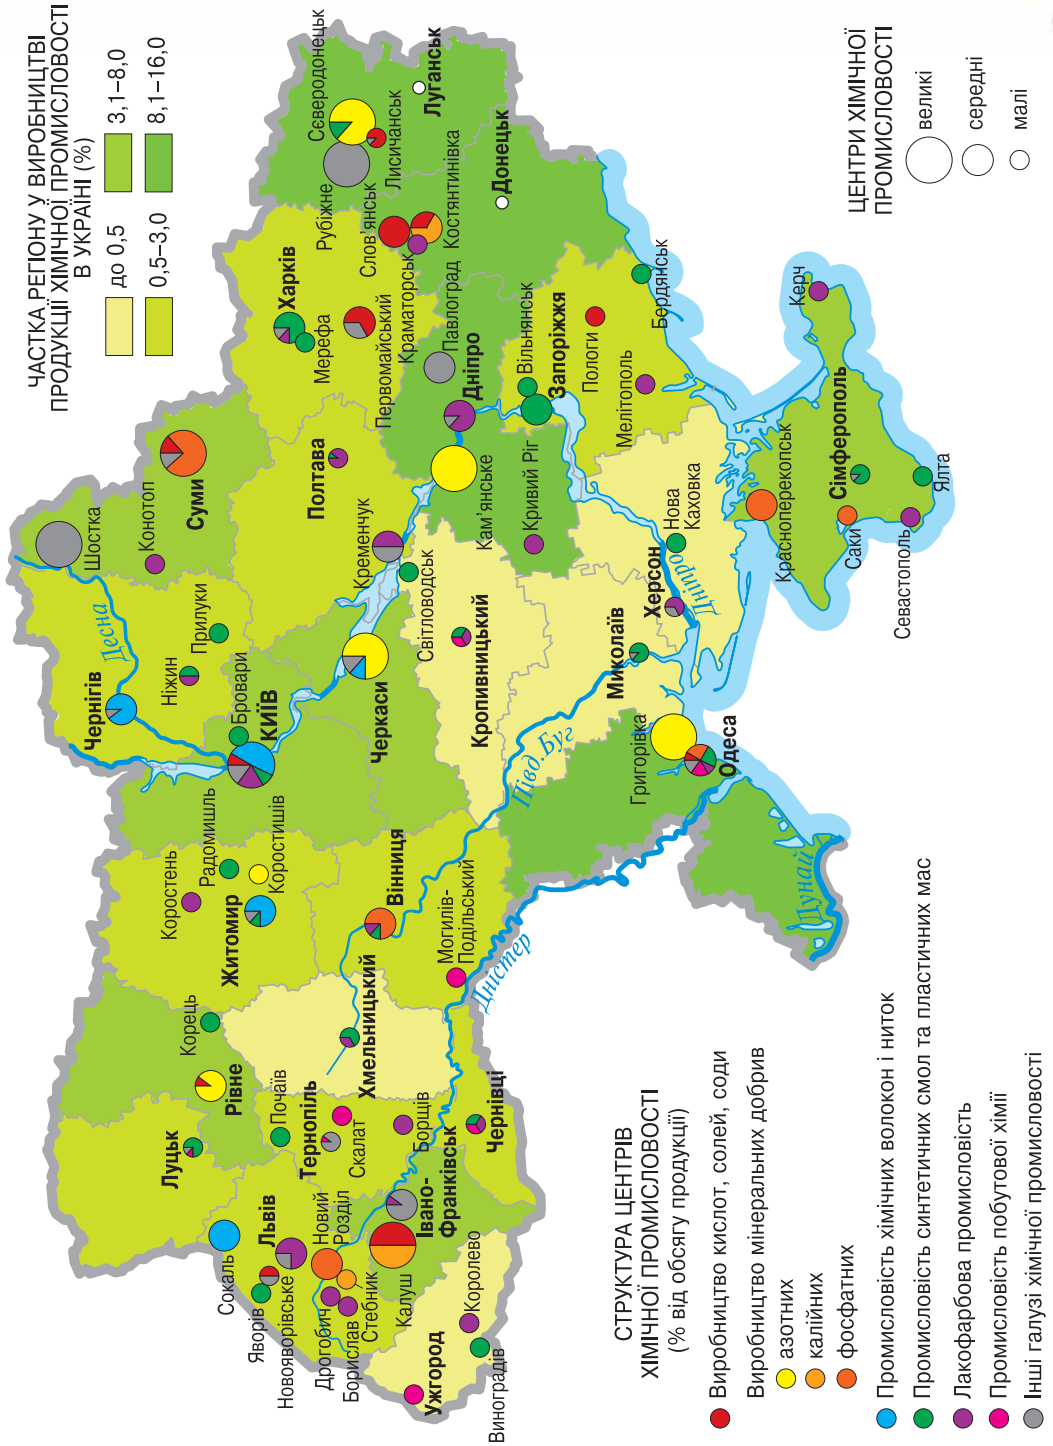 ЧАСТКА РЕГІОНУ У ВИРОБНИЦТВІ
ПРОДУКЦІЇ ХІМІЧНОЇ ПРОМИСЛОВОСТІ
В УКРАЇНІ (%)
до 0,5
3,1–8,0
0,5–3,0
8,1–16,0
ЦЕНТРИ ХІМІЧНОЇ
ПРОМИСЛОВОСТІ
великі
середні
малі
СТРУКТУРА ЦЕНТРІВ
ХІМІЧНОЇ ПРОМИСЛОВОСТІ
(% від обсягу продукції)
Виробництво кислот, солей, соди
Виробництво мінеральних добрив
азотних
калійних
фосфатних
Промисловість хімічних волокон і ниток
Промисловість синтетичних смол та пластичних мас
Лакофарбова промисловість
Промисловість побутової хімії
Інші галузі хімічної промисловості
Шостка
Десна
Конотоп
Суми
Чернігів
Ніжин
Прилуки
Бровари
КИЇВ
Корець
Рівне
Луцьк
Коростень
Радомишль
Коростишів
Житомир
Сокаль
Яворів
Новояворівське
Львів
Дрогобич
Борислав
Стебник
Новий
Розділ
Почаїв
Тернопіль
Скалат
Борщів
Хмельницький
Вінниця
Могилів-
Подільський
Дністер
Калуш
Івано-
Франківськ
Чернівці
Ужгород
Королево
Виноградів
Черкаси
Полтава
Кременчук
Світловодськ
Кропивницький
Півд. Буг
Харків
Мерефа
Первомайський
Сєверодонецьк
Рубіжне
Лисичанськ
Луганськ
Слов'янськ
Краматорськ
Костянтинівка
Донецьк
Павлоград
Дніпро
Кам'янське
Кривий Ріг
Вільнянськ
Запоріжжя
Пологи
Мелітополь
Бердянськ
Миколаїв
Херсон
Нова
Каховка
Дніпро
Григорівка
Одеса
Дунай
Красноперекопськ
Саки
Сімферополь
Севастополь
Ялта
Керч